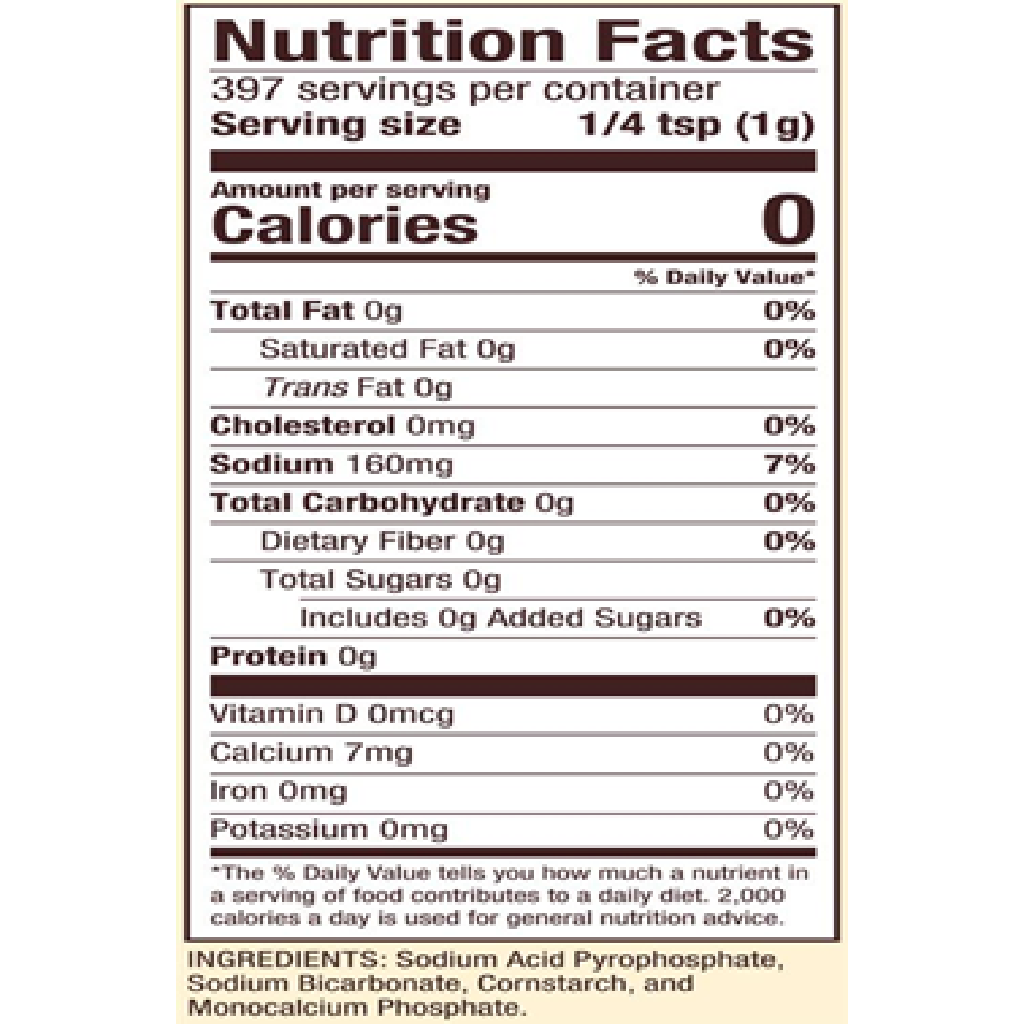 Nutrition Facts
397 servings per container
Serving size 1/4 tsp (1g)
Amount per serving
Calories 0
% Daily Value*
Total Fat 0g 0%
Saturated Fat 0g 0%
Trans Fat 0g
Cholesterol 0mg 0%
Sodium 160mg 7%
Total Carbohydrate 0g 0%
Dietary Fiber 0g 0%
Total Sugars 0g
Includes 0g Added Sugars 0%
Protein 0g
Vitamin D 0mcg 0%
Calcium 7mg 0%
Iron 0mg 0%
Potassium 0mg 0%
*The % Daily Value tells you how much a nutrient in
a serving of food contributes to a daily diet. 2,000
calories a day is used for general nutrition advice.
INGREDIENTS: Sodium Acid Pyrophosphate,
Sodium Bicarbonate, Cornstarch, and
Monocalcium Phosphate.